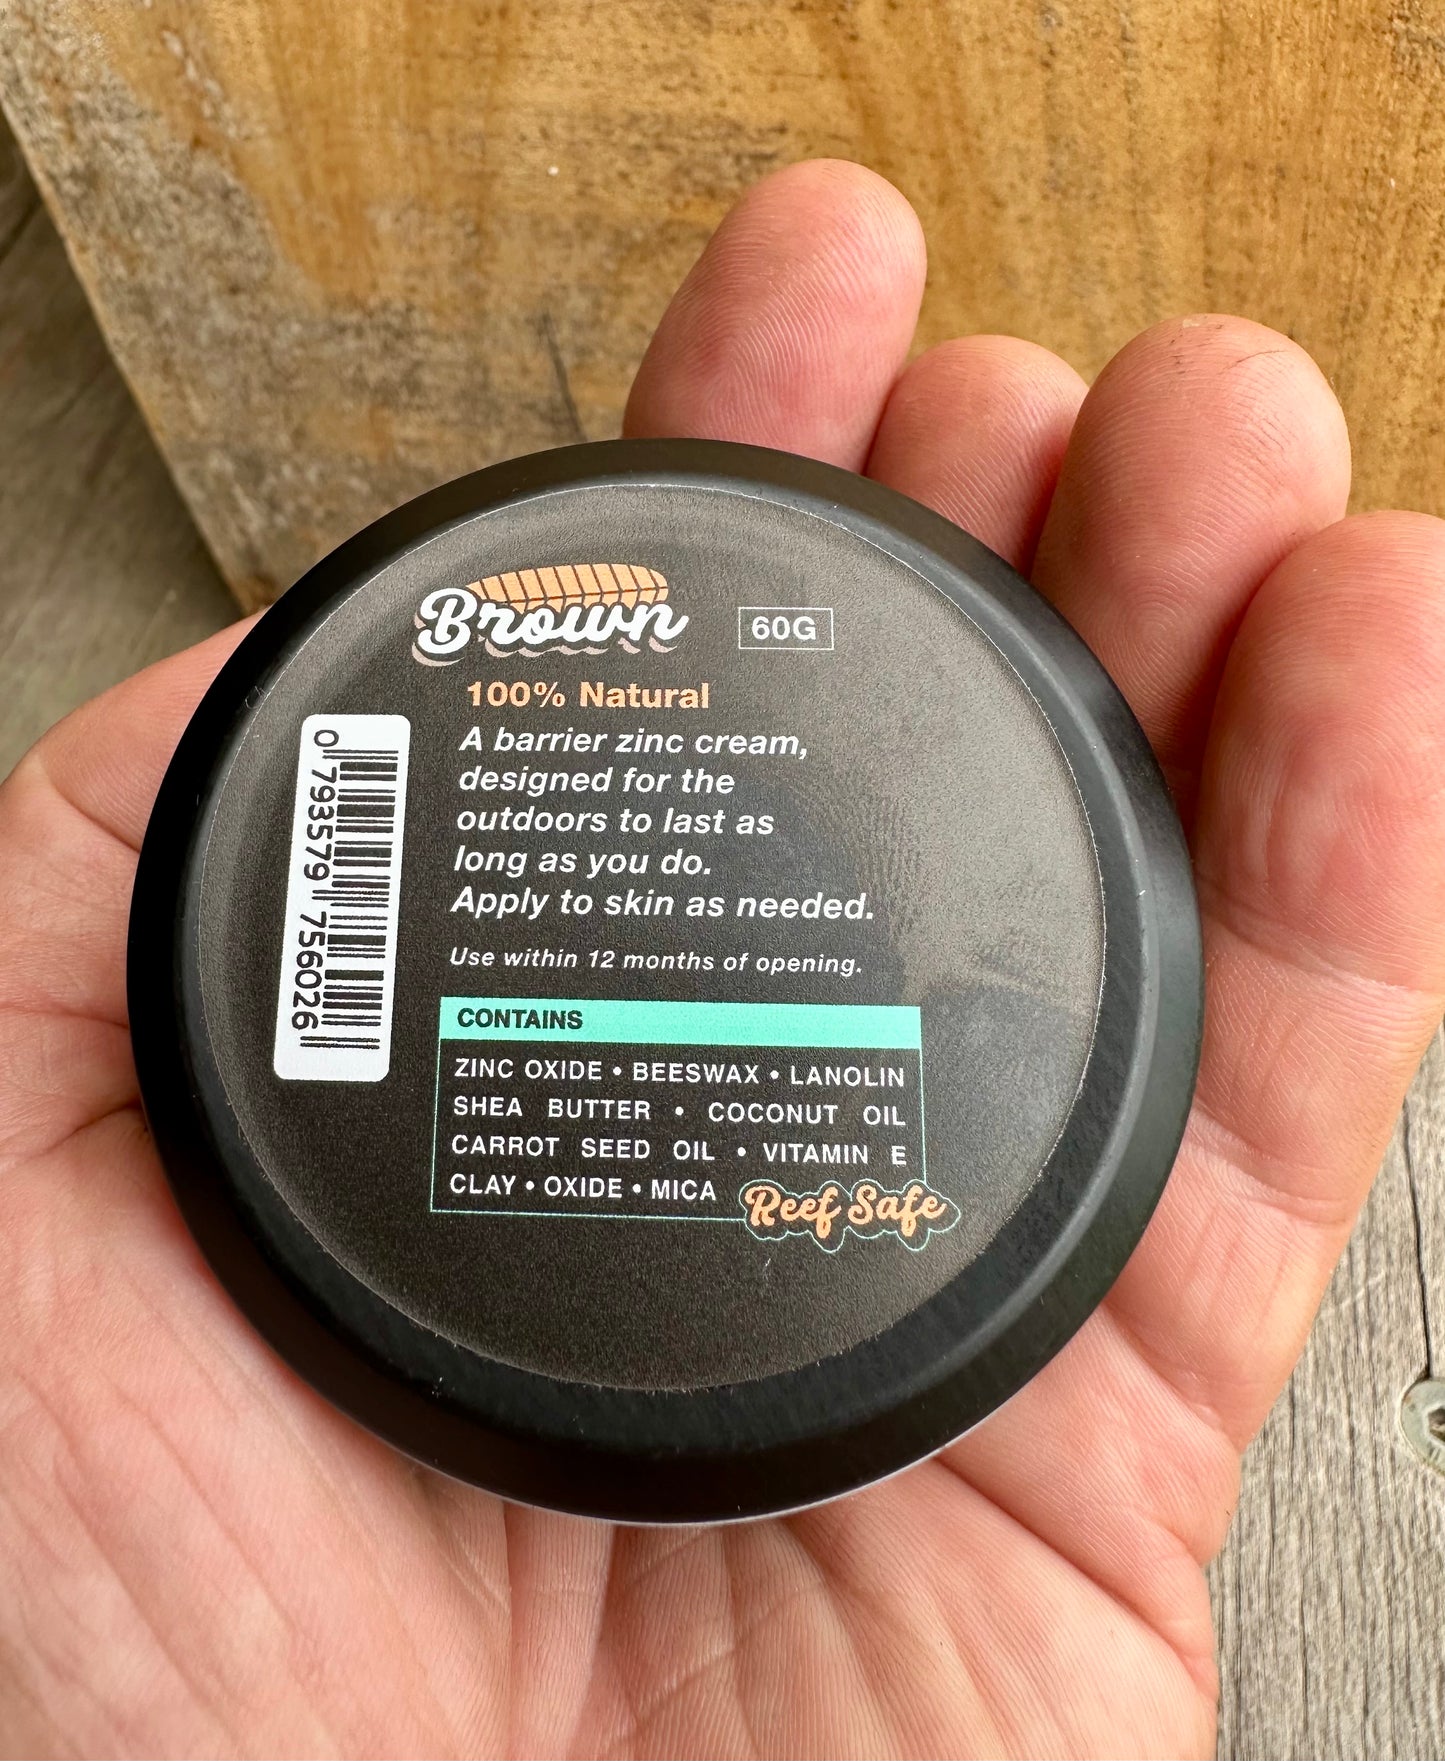 Brown
60G
100% Natural
A barrier zinc cream,
designed for the
outdoors to last as
long as you do.
Apply to skin as needed.
Use within 12 months of opening.
CONTAINS
ZINC OXIDE • BEESWAX • LANOLIN
SHEA BUTTER • COCONUT OIL
CARROT SEED OIL • VITAMIN E
CLAY • OXIDE • MICA
Reef Safe
0 793579 756026